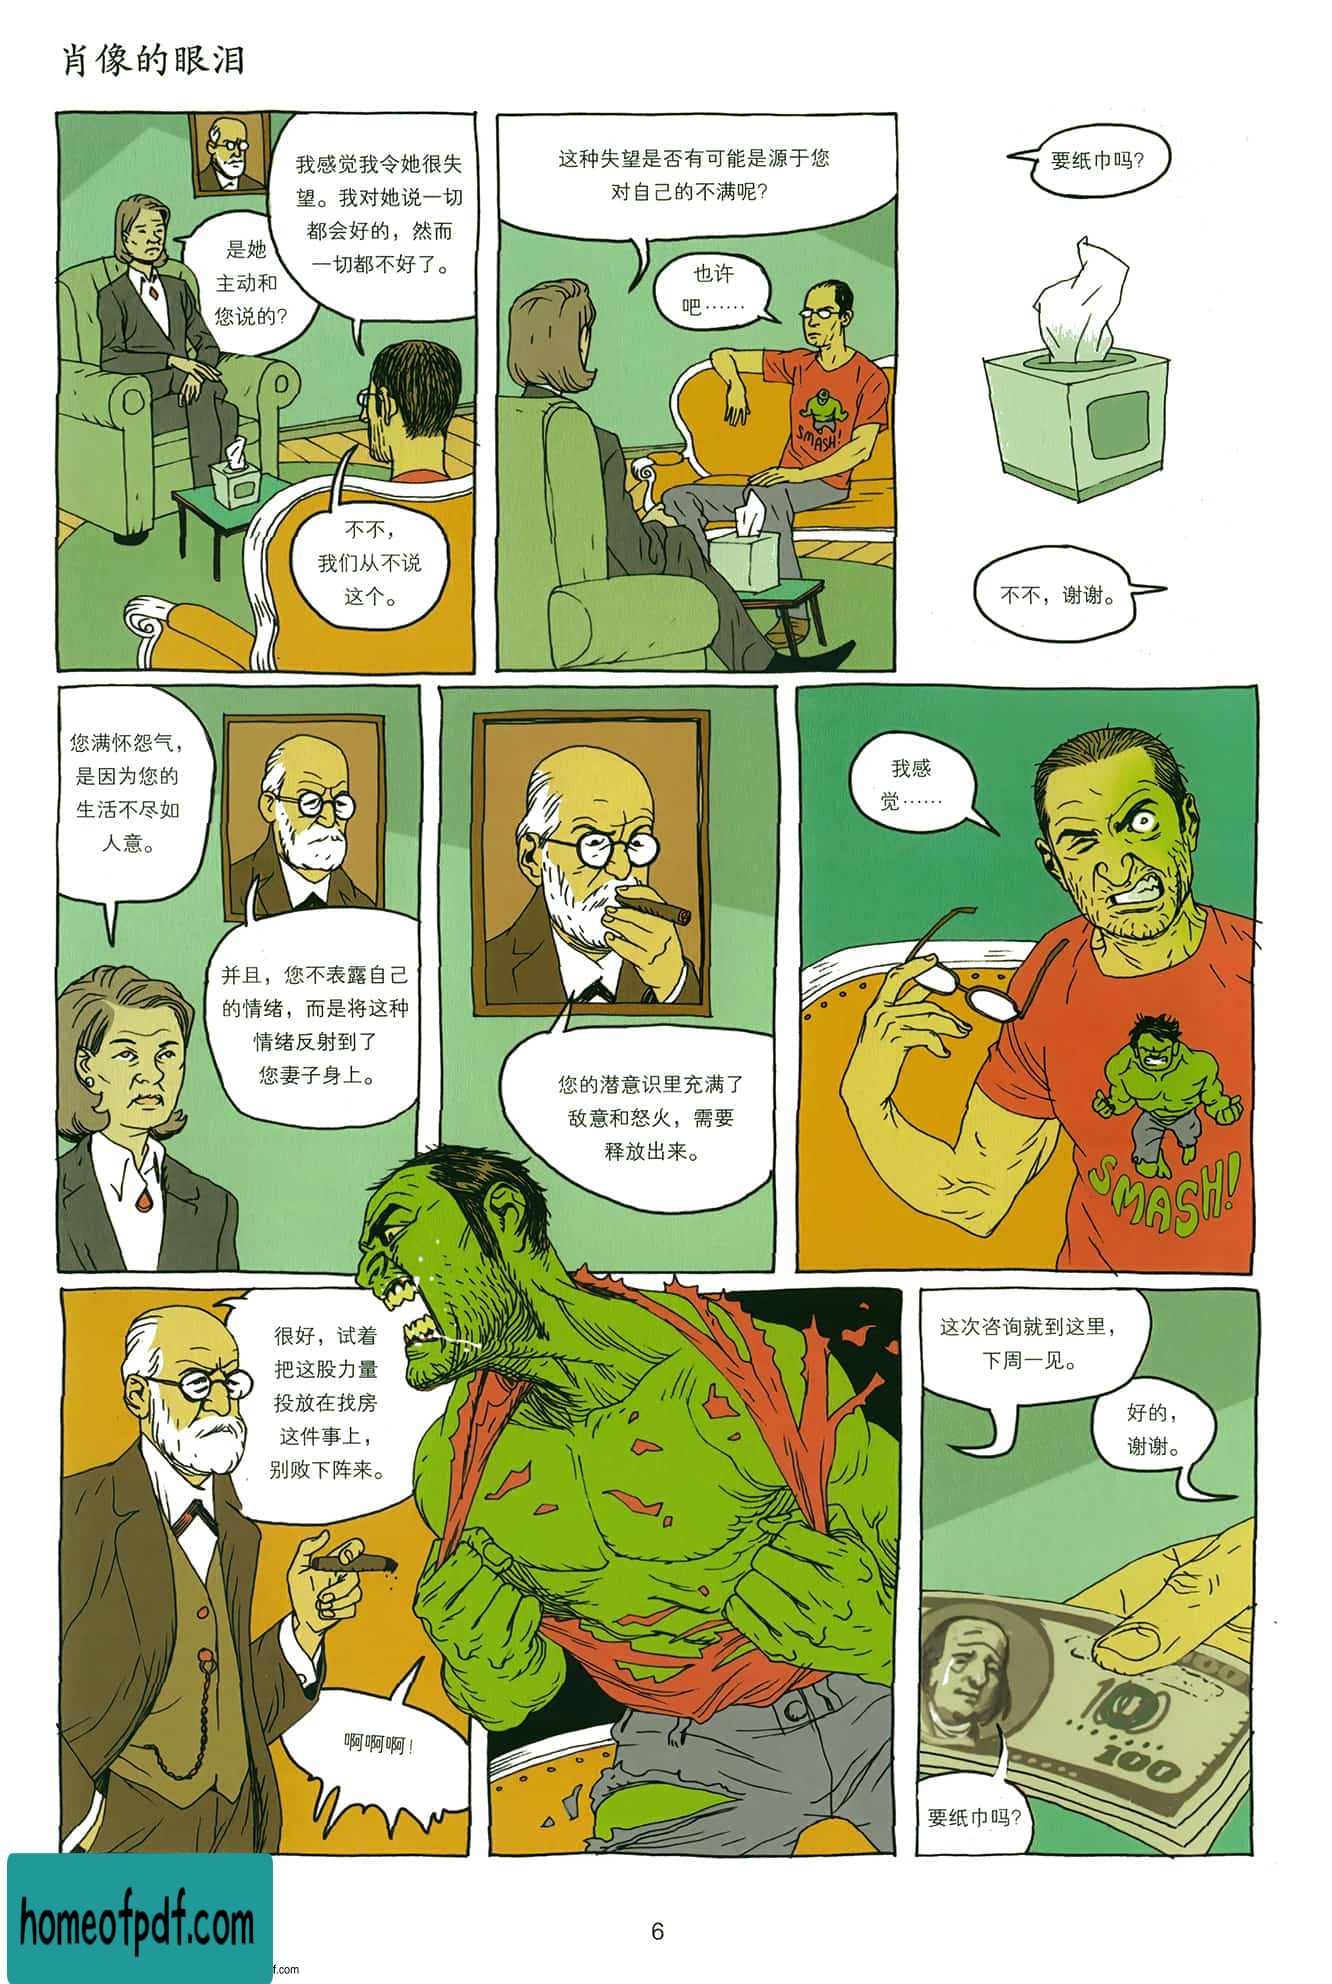 肖像的眼泪
我感觉我令她很失
望。我对她说一切
都会好的，然而
一切都不好了。
是她
主动和
您说的？
不不，
我们从不说
这个。
这种失望是否有可能是源于您
对自己的不满呢？
也许
吧……
SMASH!
要纸巾吗？
不不，谢谢。
您满怀怨气，
是因为您的
生活不尽如
人意。
并且，您不表露自己
的情绪，而是将这种
情绪反射到了
您妻子身上。
您的潜意识里充满了
敌意和怒火，需要
释放出来。
我感
觉……
SMASH!
很好，试着
把这股力量
投放在找房
这件事上，
别败下阵来。
啊啊啊！
这次咨询就到这里，
下周一见。
好的，
谢谢。
100
100
要纸巾吗？
homeofpdf.com
6
f.com